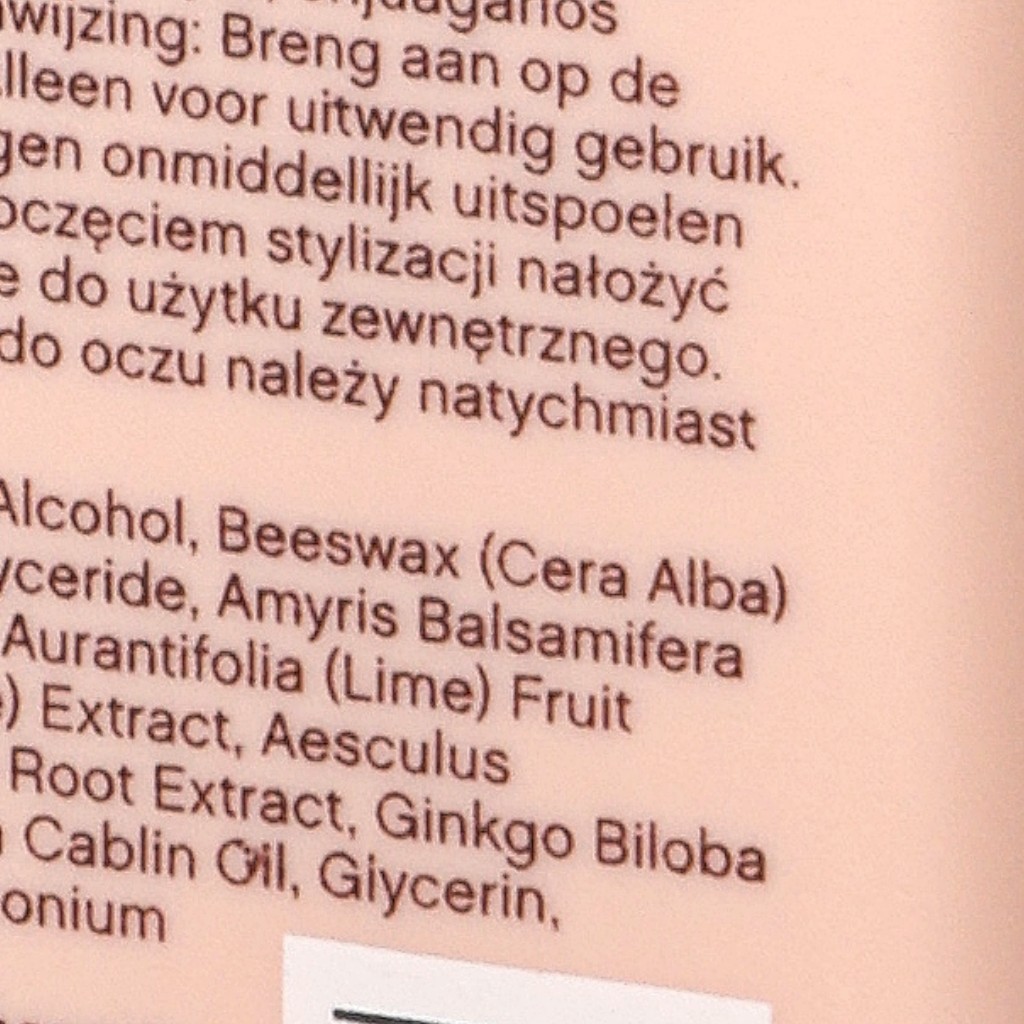 wijzing: Breng aan op de
lleen voor uitwendig gebruik.
gen onmiddellijk uitspoelen
oczęciem stylizacji nałożyć
e do użytku zewnętrznego.
do oczu należy natychmiast
Alcohol, Beeswax (Cera Alba)
yceride, Amyris Balsamifera
Aurantifolia (Lime) Fruit
) Extract, Aesculus
Root Extract, Ginkgo Biloba
Cablin Oil, Giycerin,
onium